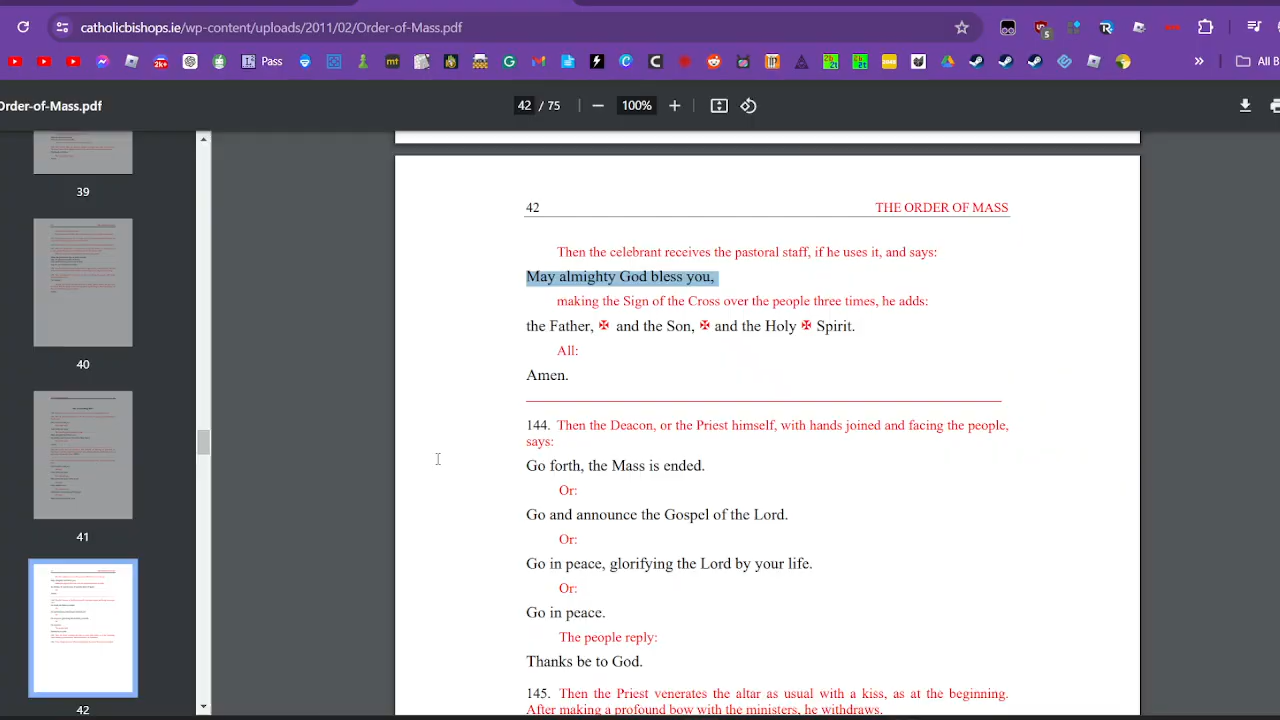 catholicbishops.ie/wp-content/uploads/2011/02/Order-of-Mass.pdf
Pass
All B
Order-of-Mass.pdf
42 / 75
100%
39
40
41
42
42 THE ORDER OF MASS
Then the celebrant receives the pastoral staff, if he uses it, and says:
May almighty God bless you,
making the Sign of the Cross over the people three times, he adds:
the Father, ✠ and the Son, ✠ and the Holy ✠ Spirit.
All:
Amen.
144. Then the Deacon, or the Priest himself, with hands joined and facing the people,
says:
Go forth, the Mass is ended.
Or:
Go and announce the Gospel of the Lord.
Or:
Go in peace, glorifying the Lord by your life.
Or:
Go in peace.
The people reply:
Thanks be to God.
145. Then the Priest venerates the altar as usual with a kiss, as at the beginning.
After making a profound bow with the ministers, he withdraws.